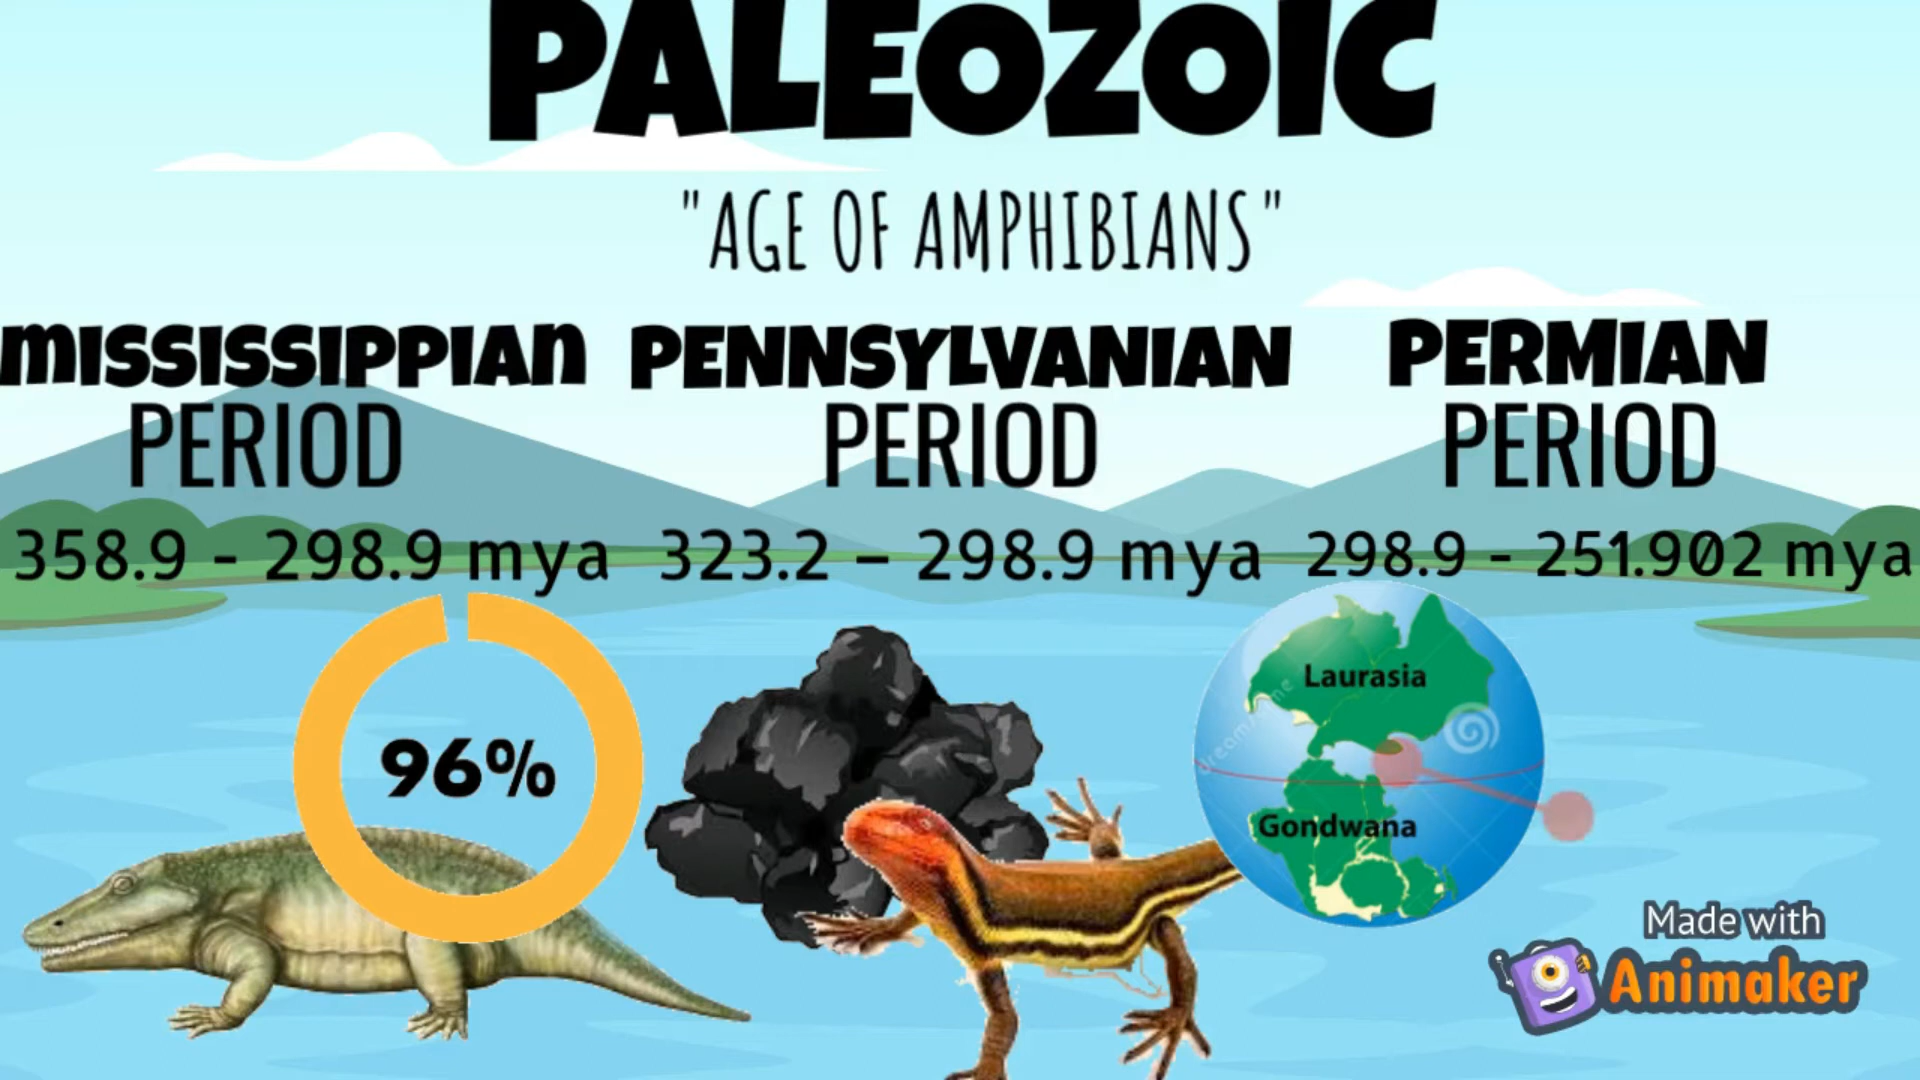 PALEOZOIC
"AGE OF AMPHIBIANS"
MISSISSIPPIAN PENNSYLVANIAN PERMIAN
PERIOD PERIOD PERIOD
358.9 - 298.9 mya 323.2 – 298.9 mya 298.9 - 251.902 mya
Laurasia
96%
Gondwana
Made with
Animaker